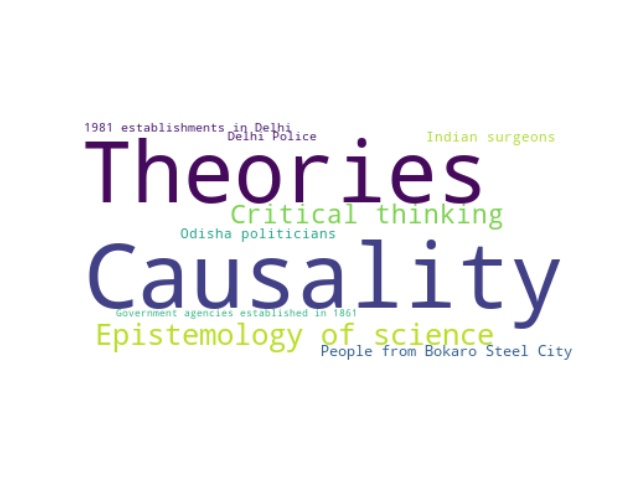 1981 establishments in Delhi
Delhi Police
Indian surgeons
Theories
Critical thinking
Odisha politicians
Causality
Government agencies established in 1861
Epistemology of science
People from Bokaro Steel City